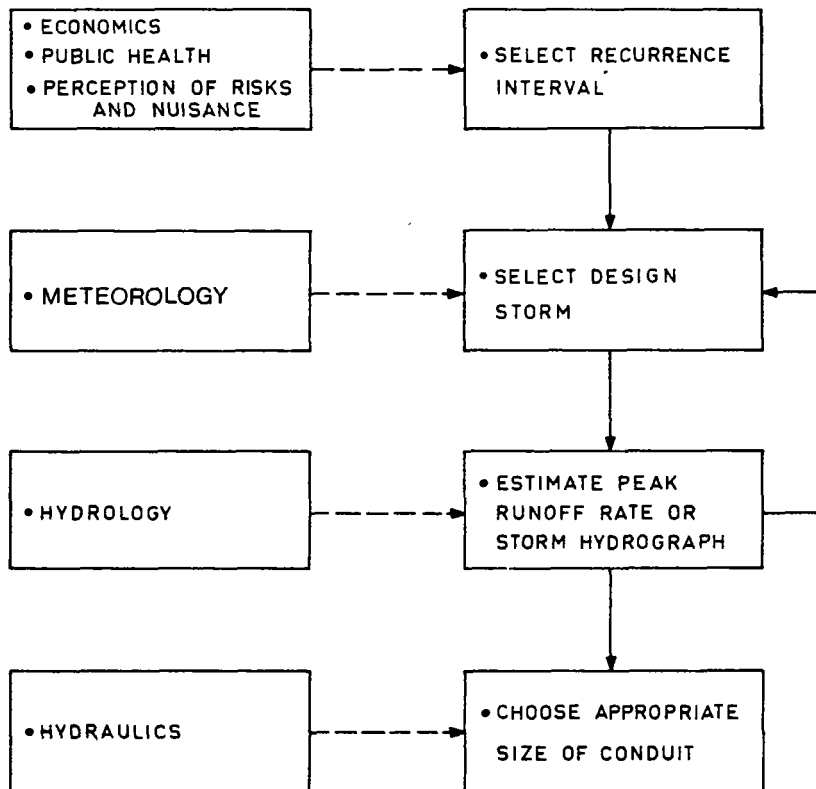 • ECONOMICS
• PUBLIC HEALTH
• PERCEPTION OF RISKS
AND NUISANCE
• SELECT RECURRENCE
INTERVAL
• METEOROLOGY
• SELECT DESIGN
STORM
• HYDROLOGY
• ESTIMATE PEAK
RUNOFF RATE OR
STORM HYDROGRAPH
• HYDRAULICS
• CHOOSE APPROPRIATE
SIZE OF CONDUIT